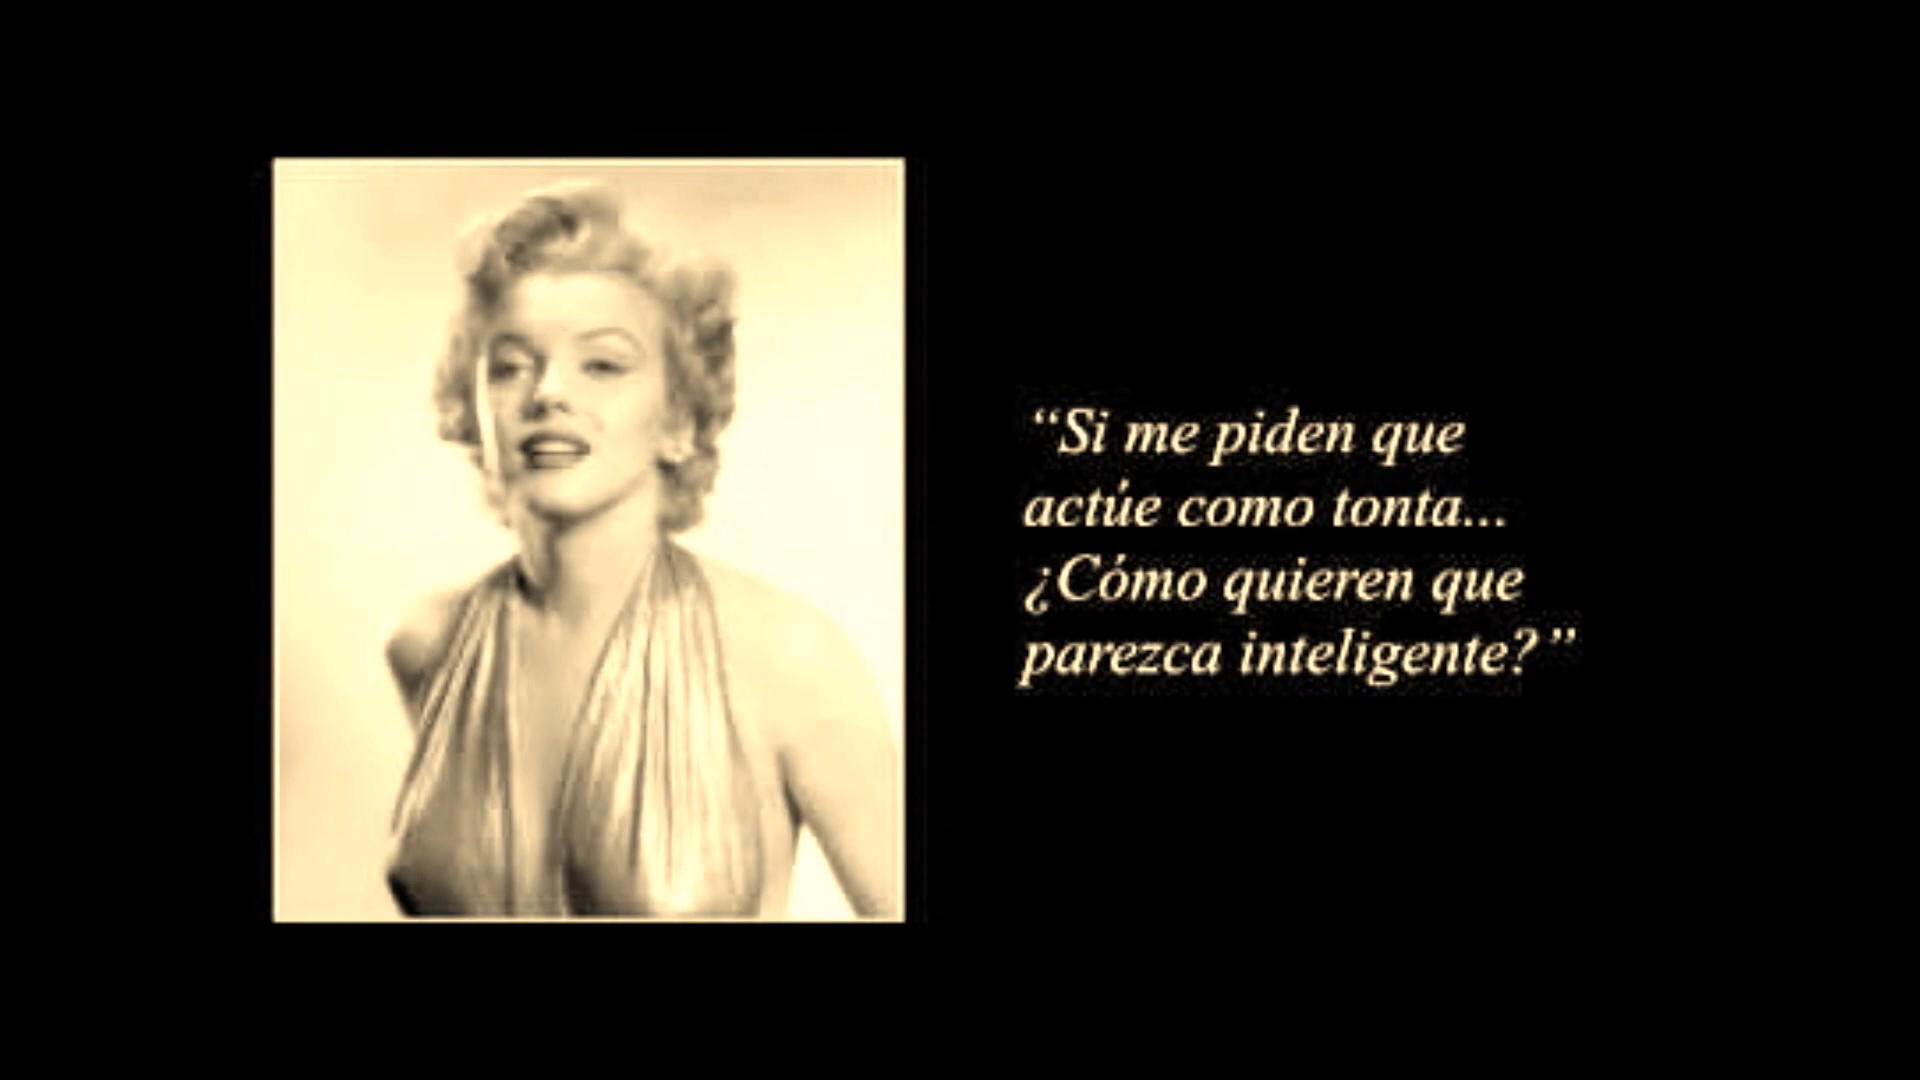 “Si me piden que
actúe como tonta...
¿Cómo quieren que
parezca inteligente?”